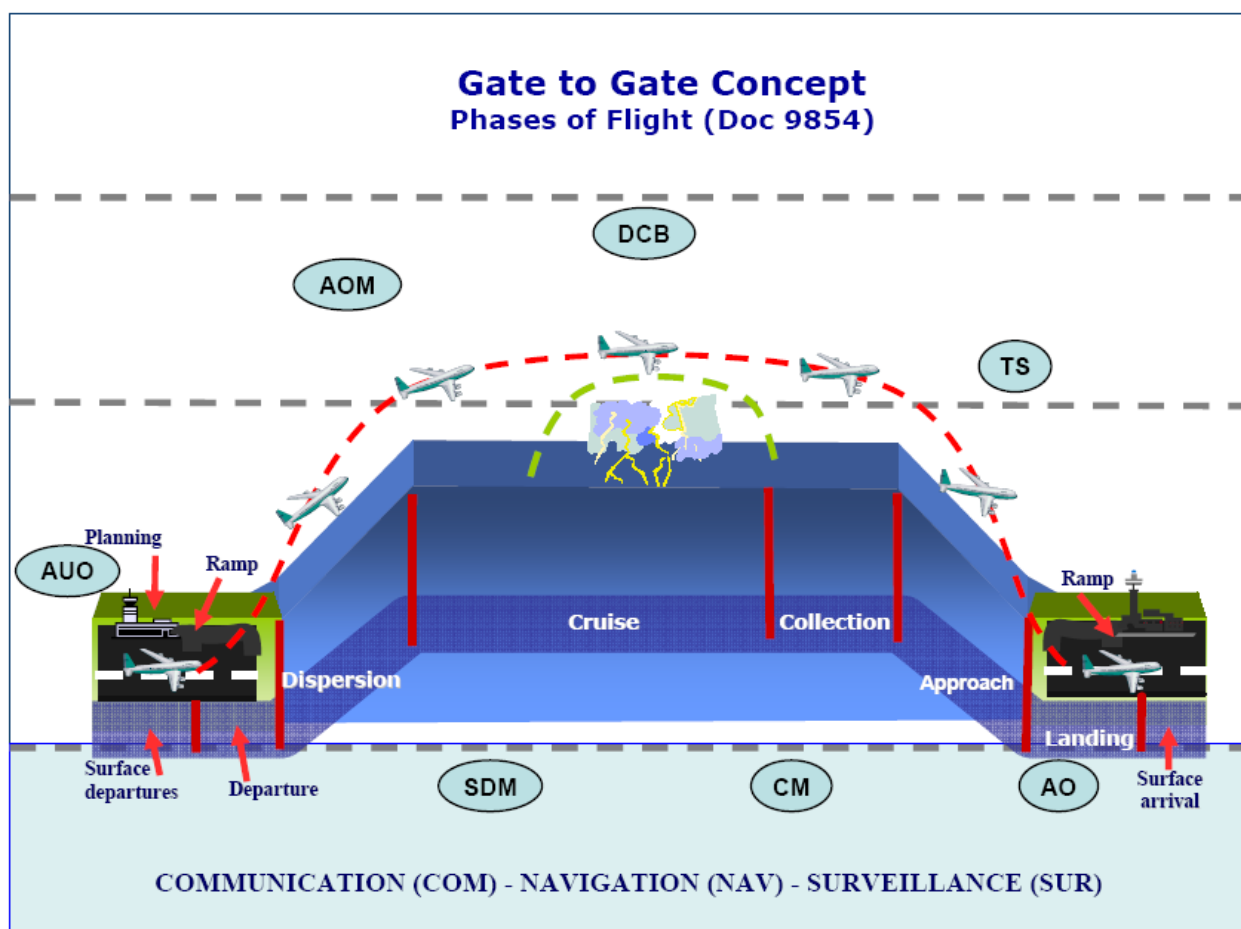 Gate to Gate Concept
Phases of Flight (Doc 9854)
DCB
AOM
TS
Planning
AUO
Ramp
Ramp
Cruise
Collection
Dispersion
Approach
Landing
Surface
departures
Departure
SDM
CM
AO
Surface
arrival
COMMUNICATION (COM) - NAVIGATION (NAV) - SURVEILLANCE (SUR)